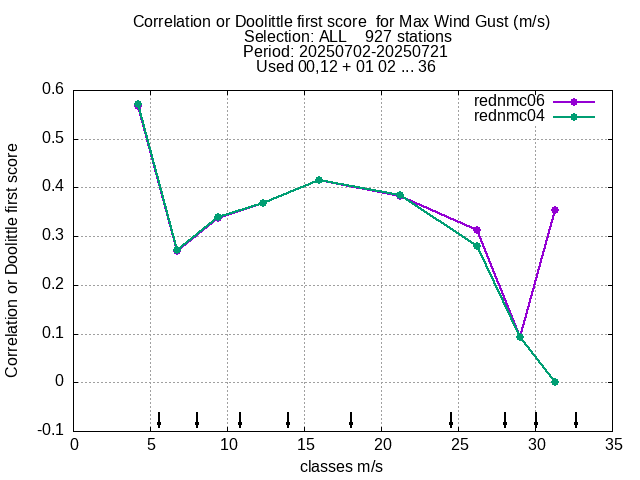 Correlation or Doolittle first score  for Max Wind Gust (m/s)
Selection: ALL    927 stations
Period: 20250702-20250721
Used 00,12 + 01 02 ... 36
rednmc06
rednmc04
Correlation or Doolittle first score
0.6
0.5
0.4
0.3
0.2
0.1
0
-0.1
0 5 10 15 20 25 30 35
classes m/s